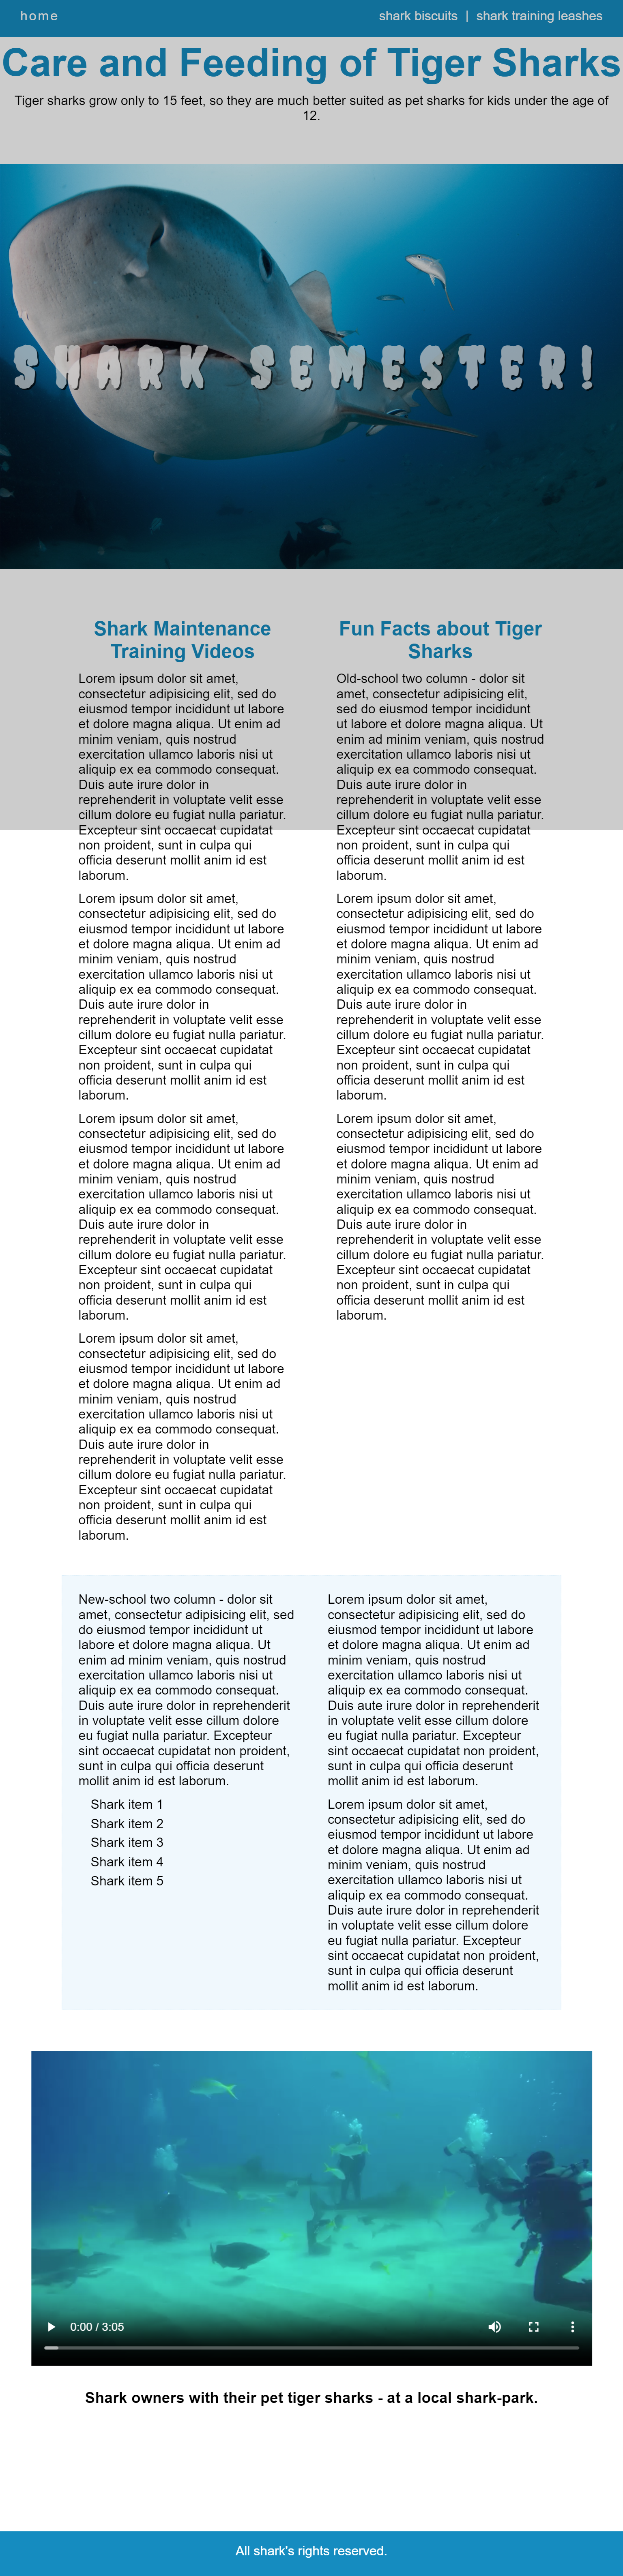 home
shark biscuits | shark training leashes
Care and Feeding of Tiger Sharks
Tiger sharks grow only to 15 feet, so they are much better suited as pet sharks for kids under the age of
12.
SHARK SEMESTER!
Shark Maintenance
Training Videos
Lorem ipsum dolor sit amet,
consectetur adipisicing elit, sed do
eiusmod tempor incididunt ut labore
et dolore magna aliqua. Ut enim ad
minim veniam, quis nostrud
exercitation ullamco laboris nisi ut
aliquip ex ea commodo consequat.
Duis aute irure dolor in
reprehenderit in voluptate velit esse
cillum dolore eu fugiat nulla pariatur.
Excepteur sint occaecat cupidatat
non proident, sunt in culpa qui
officia deserunt mollit anim id est
laborum.
Lorem ipsum dolor sit amet,
consectetur adipisicing elit, sed do
eiusmod tempor incididunt ut labore
et dolore magna aliqua. Ut enim ad
minim veniam, quis nostrud
exercitation ullamco laboris nisi ut
aliquip ex ea commodo consequat.
Duis aute irure dolor in
reprehenderit in voluptate velit esse
cillum dolore eu fugiat nulla pariatur.
Excepteur sint occaecat cupidatat
non proident, sunt in culpa qui
officia deserunt mollit anim id est
laborum.
Lorem ipsum dolor sit amet,
consectetur adipisicing elit, sed do
eiusmod tempor incididunt ut labore
et dolore magna aliqua. Ut enim ad
minim veniam, quis nostrud
exercitation ullamco laboris nisi ut
aliquip ex ea commodo consequat.
Duis aute irure dolor in
reprehenderit in voluptate velit esse
cillum dolore eu fugiat nulla pariatur.
Excepteur sint occaecat cupidatat
non proident, sunt in culpa qui
officia deserunt mollit anim id est
laborum.
Lorem ipsum dolor sit amet,
consectetur adipisicing elit, sed do
eiusmod tempor incididunt ut labore
et dolore magna aliqua. Ut enim ad
minim veniam, quis nostrud
exercitation ullamco laboris nisi ut
aliquip ex ea commodo consequat.
Duis aute irure dolor in
reprehenderit in voluptate velit esse
cillum dolore eu fugiat nulla pariatur.
Excepteur sint occaecat cupidatat
non proident, sunt in culpa qui
officia deserunt mollit anim id est
laborum.
Fun Facts about Tiger
Sharks
Old-school two column - dolor sit
amet, consectetur adipisicing elit,
sed do eiusmod tempor incididunt
ut labore et dolore magna aliqua. Ut
enim ad minim veniam, quis nostrud
exercitation ullamco laboris nisi ut
aliquip ex ea commodo consequat.
Duis aute irure dolor in
reprehenderit in voluptate velit esse
cillum dolore eu fugiat nulla pariatur.
Excepteur sint occaecat cupidatat
non proident, sunt in culpa qui
officia deserunt mollit anim id est
laborum.
Lorem ipsum dolor sit amet,
consectetur adipisicing elit, sed do
eiusmod tempor incididunt ut labore
et dolore magna aliqua. Ut enim ad
minim veniam, quis nostrud
exercitation ullamco laboris nisi ut
aliquip ex ea commodo consequat.
Duis aute irure dolor in
reprehenderit in voluptate velit esse
cillum dolore eu fugiat nulla pariatur.
Excepteur sint occaecat cupidatat
non proident, sunt in culpa qui
officia deserunt mollit anim id est
laborum.
Lorem ipsum dolor sit amet,
consectetur adipisicing elit, sed do
eiusmod tempor incididunt ut labore
et dolore magna aliqua. Ut enim ad
minim veniam, quis nostrud
exercitation ullamco laboris nisi ut
aliquip ex ea commodo consequat.
Duis aute irure dolor in
reprehenderit in voluptate velit esse
cillum dolore eu fugiat nulla pariatur.
Excepteur sint occaecat cupidatat
non proident, sunt in culpa qui
officia deserunt mollit anim id est
laborum.
New-school two column - dolor sit
amet, consectetur adipisicing elit, sed
do eiusmod tempor incididunt ut
labore et dolore magna aliqua. Ut
enim ad minim veniam, quis nostrud
exercitation ullamco laboris nisi ut
aliquip ex ea commodo consequat.
Duis aute irure dolor in reprehenderit
in voluptate velit esse cillum dolore
eu fugiat nulla pariatur. Excepteur
sint occaecat cupidatat non proident,
sunt in culpa qui officia deserunt
mollit anim id est laborum.
Shark item 1
Shark item 2
Shark item 3
Shark item 4
Shark item 5
Lorem ipsum dolor sit amet,
consectetur adipisicing elit, sed do
eiusmod tempor incididunt ut labore
et dolore magna aliqua. Ut enim ad
minim veniam, quis nostrud
exercitation ullamco laboris nisi ut
aliquip ex ea commodo consequat.
Duis aute irure dolor in reprehenderit
in voluptate velit esse cillum dolore
eu fugiat nulla pariatur. Excepteur
sint occaecat cupidatat non proident,
sunt in culpa qui officia deserunt
mollit anim id est laborum.
Lorem ipsum dolor sit amet,
consectetur adipisicing elit, sed do
eiusmod tempor incididunt ut labore
et dolore magna aliqua. Ut enim ad
minim veniam, quis nostrud
exercitation ullamco laboris nisi ut
aliquip ex ea commodo consequat.
Duis aute irure dolor in reprehenderit
in voluptate velit esse cillum dolore
eu fugiat nulla pariatur. Excepteur
sint occaecat cupidatat non proident,
sunt in culpa qui officia deserunt
mollit anim id est laborum.
0:00 / 3:05
Shark owners with their pet tiger sharks - at a local shark-park.
All shark's rights reserved.